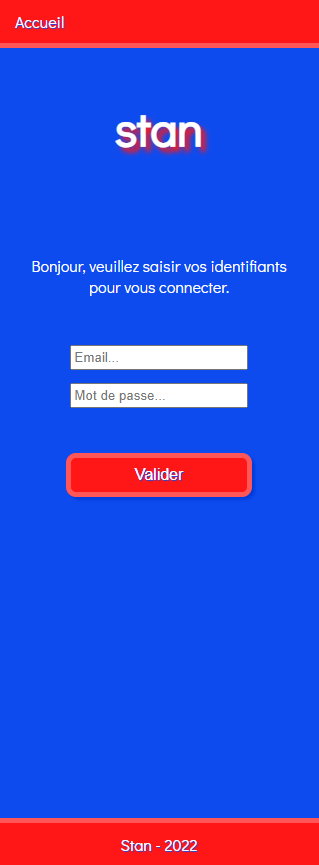 Accueil
stan
Bonjour, veuillez saisir vos identifiants
pour vous connecter.
Email...
Mot de passe...
Valider
Stan - 2022